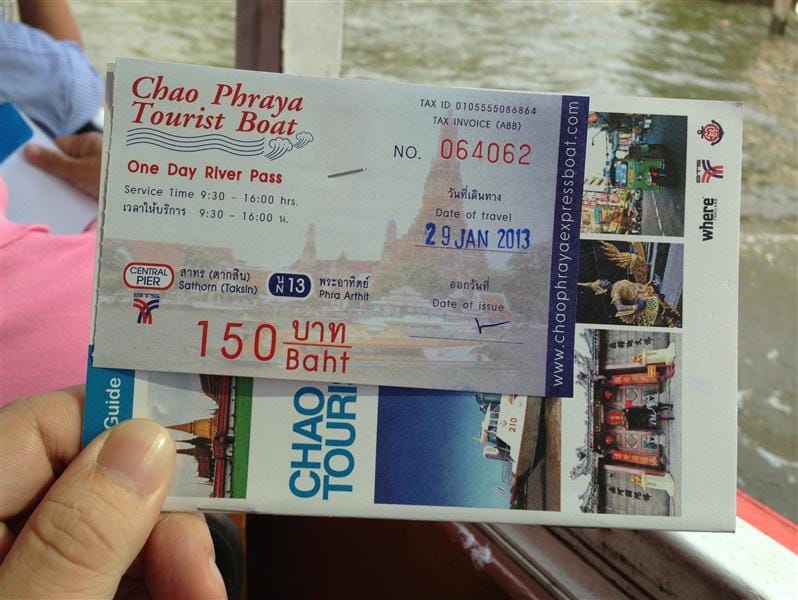 Chao Phraya
Tourist Boat
One Day River Pass
Service Time 9:30 - 16:00 hrs.
เวลาให้บริการ 9:30 - 16:00 น.
CENTRAL
PIER
สาทร (ตากสิน)
Sathorn (Taksin)
น
N 13
พระอาทิตย์
Phra Arthit
150 บาท
Baht
TAX ID 0105555086864
TAX INVOICE (ABB)
NO. 064062
วันที่เดินทาง
Date of travel
29 JAN 2013
ออกวันที่
Date of issue
www.chaophrayaexpressboat.com
where
Guide
CHAO
TOURI
210